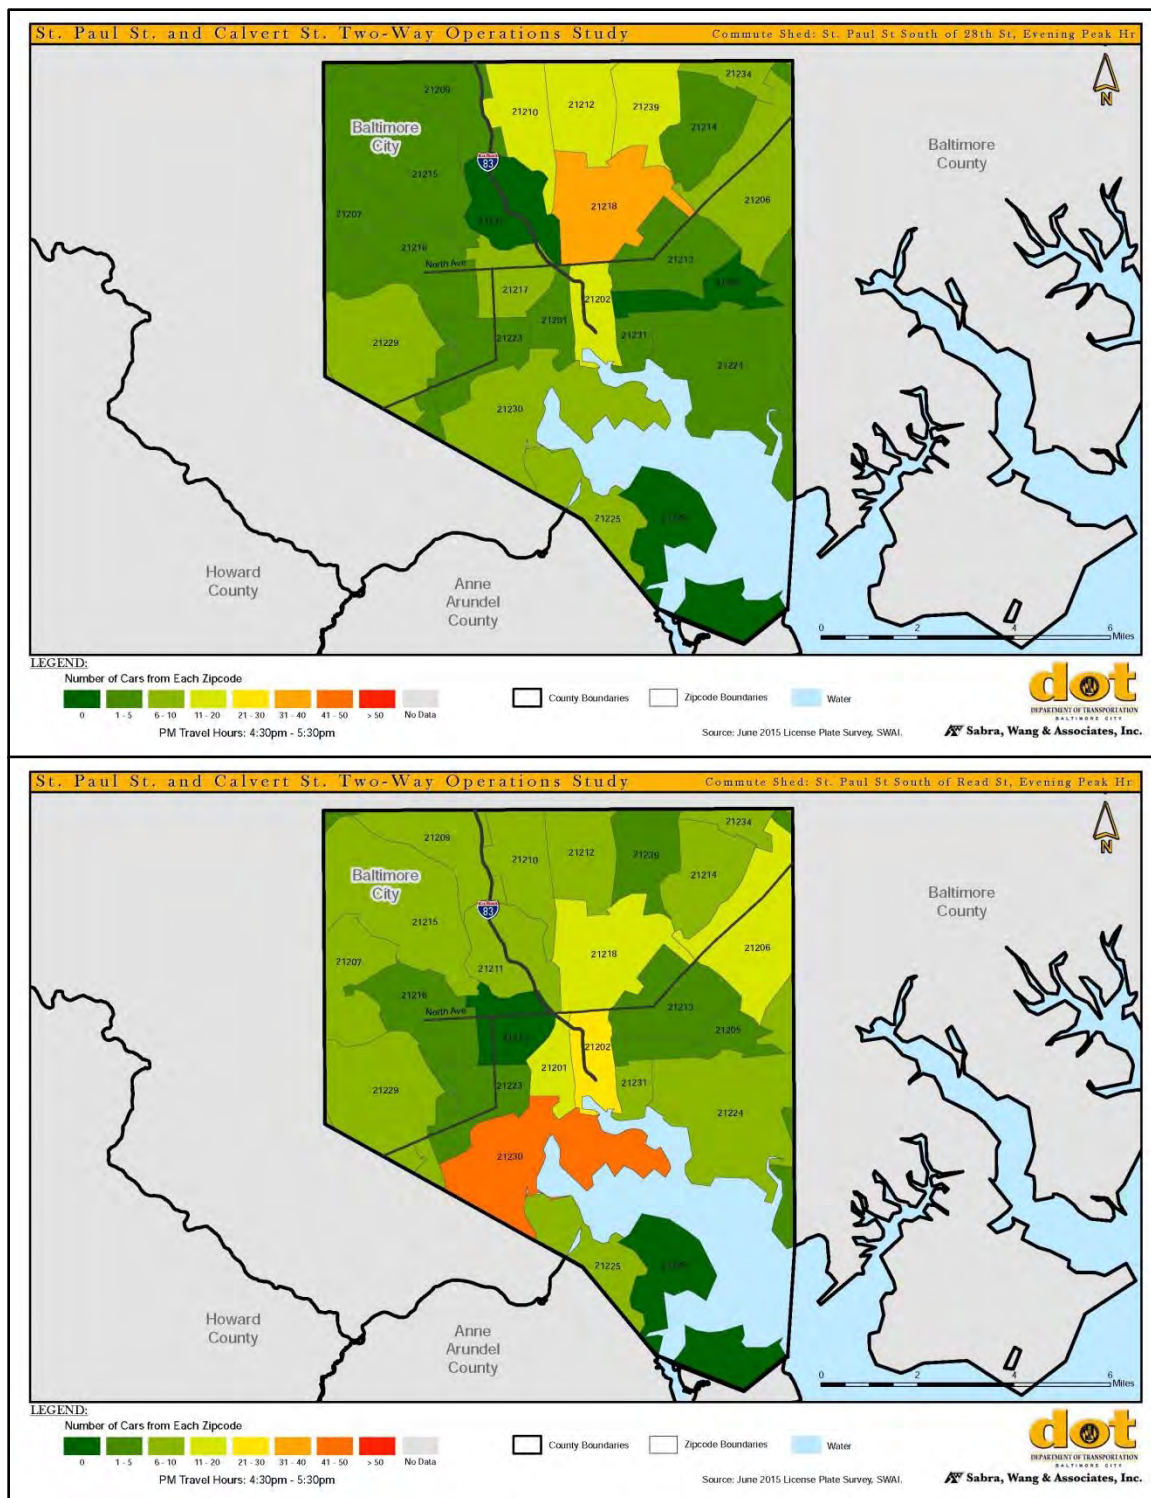 St. Paul St. and Calvert St. Two-Way Operations Study
Commute Shed: St. Paul St South of 28th St, Evening Peak Hr
21234
21209
21210
21212
21239
N
Baltimore
City
21214
Baltimore
County
83
21215
21206
21207
21218
21216
North Ave
21213
21217
21202
21201
21231
21223
21229
21224
21230
21225
Howard
County
Anne
Arundel
County
0 2 4 6
Miles
LEGEND:
Number of Cars from Each Zipcode
0 1 - 5 6 - 10 11 - 20 21 - 30 31 - 40 41 - 50 > 50 No Data
PM Travel Hours: 4:30pm - 5:30pm
County Boundaries Zipcode Boundaries Water
Source: June 2015 License Plate Survey, SWAI.
dot
DEPARTMENT OF TRANSPORTATION
BALTIMORE CITY
Sabra, Wang & Associates, Inc.
St. Paul St. and Calvert St. Two-Way Operations Study
Commute Shed: St. Paul St South of Read St, Evening Peak Hr
21234
21209
21210
21212
21239
N
Baltimore
City
21214
Baltimore
County
83
21215
21206
21207
21211
21218
21216
North Ave
21213
21205
21202
21201
21231
21223
21229
21224
21230
21225
Howard
County
Anne
Arundel
County
0 2 4 6
Miles
LEGEND:
Number of Cars from Each Zipcode
0 1 - 5 6 - 10 11 - 20 21 - 30 31 - 40 41 - 50 > 50 No Data
PM Travel Hours: 4:30pm - 5:30pm
County Boundaries Zipcode Boundaries Water
Source: June 2015 License Plate Survey, SWAI.
dot
DEPARTMENT OF TRANSPORTATION
BALTIMORE CITY
Sabra, Wang & Associates, Inc.